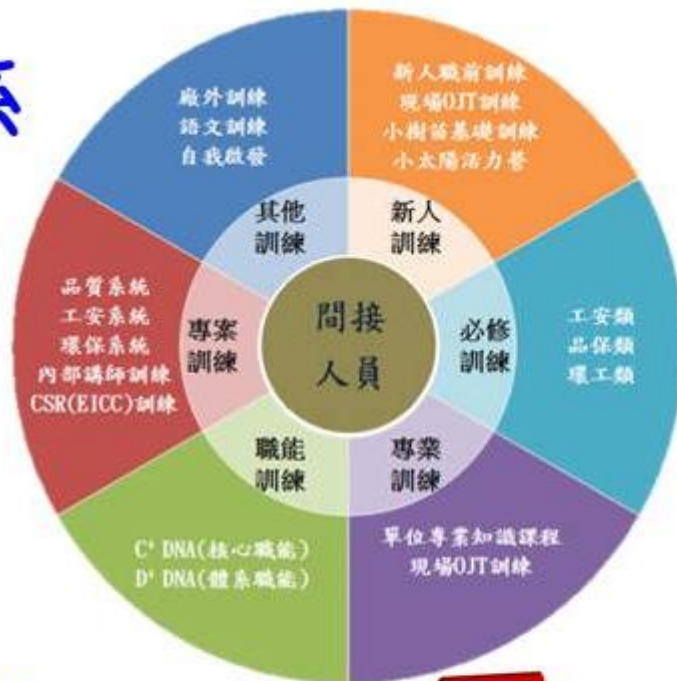 系
廠外訓練
語文訓練
自我啟發
新人職前訓練
現場OJT訓練
小樹苗基礎訓練
小太陽活力營
其他
訓練
新人
訓練
品質系統
工安系統
環保系統
內部講師訓練
CSR(EICC)訓練
專案
訓練
間接
人員
必修
訓練
工安類
品保類
環工類
職能
訓練
專業
訓練
C⁺ DNA(核心職能)
D⁺ DNA(體系職能)
單位專業知識課程
現場OJT訓練